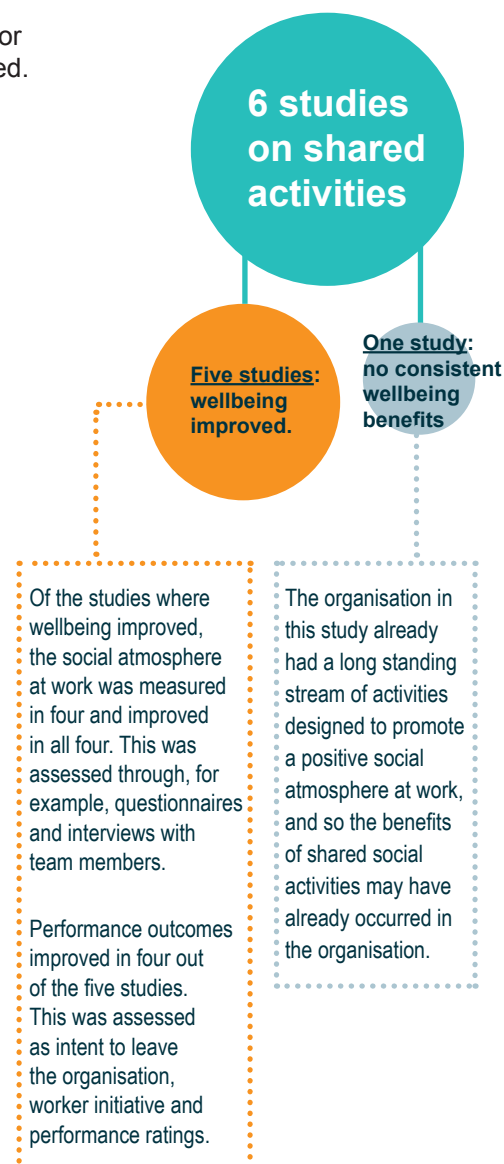 or
ed.
6 studies
on shared
activities
Five studies:
wellbeing
improved.
One study:
no consistent
wellbeing
benefits
Of the studies where
wellbeing improved,
the social atmosphere
at work was measured
in four and improved
in all four. This was
assessed through, for
example, questionnaires
and interviews with
team members.
Performance outcomes
improved in four out
of the five studies.
This was assessed
as intent to leave
the organisation,
worker initiative and
performance ratings.
The organisation in
this study already
had a long standing
stream of activities
designed to promote
a positive social
atmosphere at work,
and so the benefits
of shared social
activities may have
already occurred in
the organisation.